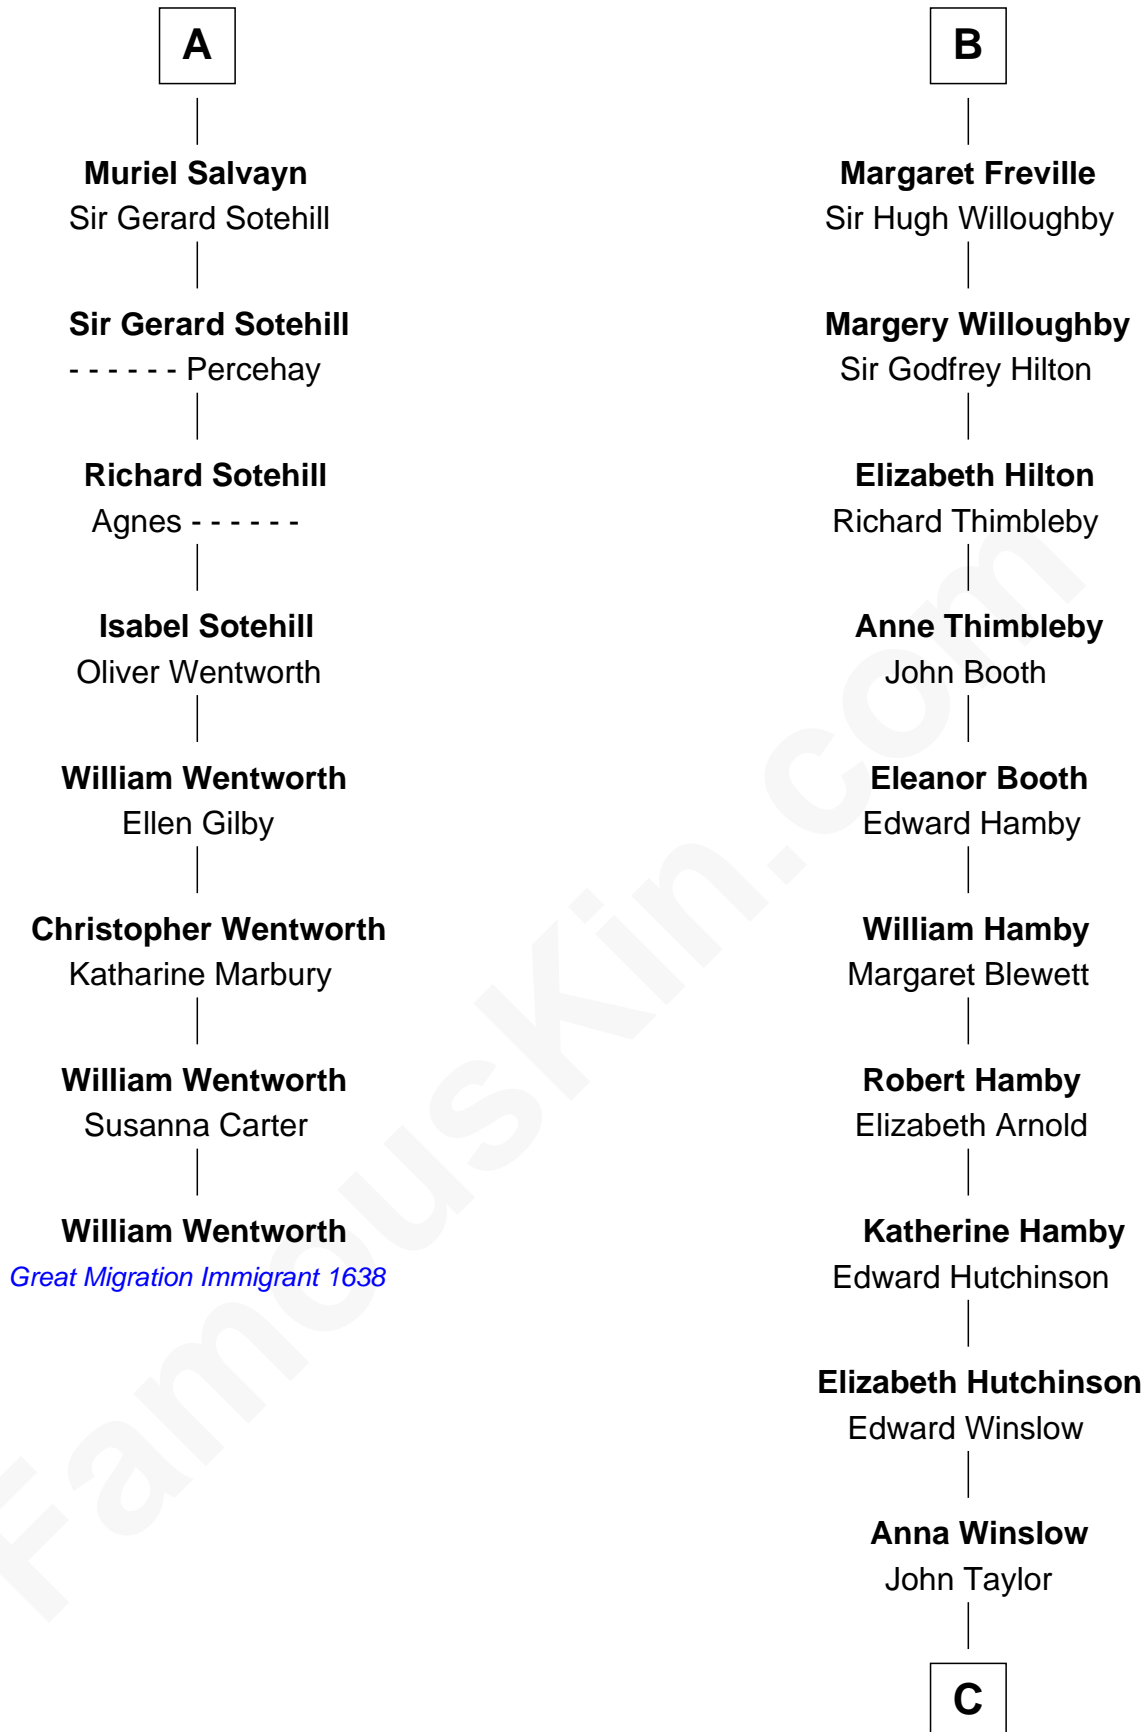 A
Muriel Salvayn
Sir Gerard Sotehill
Sir Gerard Sotehill
- - - - - - Percehay
Richard Sotehill
Agnes - - - - - -
Isabel Sotehill
Oliver Wentworth
William Wentworth
Ellen Gilby
Christopher Wentworth
Katharine Marbury
William Wentworth
Susanna Carter
William Wentworth
Great Migration Immigrant 1638
B
Margaret Freville
Sir Hugh Willoughby
Margery Willoughby
Sir Godfrey Hilton
Elizabeth Hilton
Richard Thimbleby
Anne Thimbleby
John Booth
Eleanor Booth
Edward Hamby
William Hamby
Margaret Blewett
Robert Hamby
Elizabeth Arnold
Katherine Hamby
Edward Hutchinson
Elizabeth Hutchinson
Edward Winslow
Anna Winslow
John Taylor
C
FamousKin.com